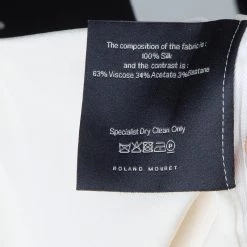 The composition of the fabric is :
100% Silk
and the contrast is :
63% Viscose 34% Acetate 3% Elastane
Specialist Dry Clean Only
ROLAND MOURET